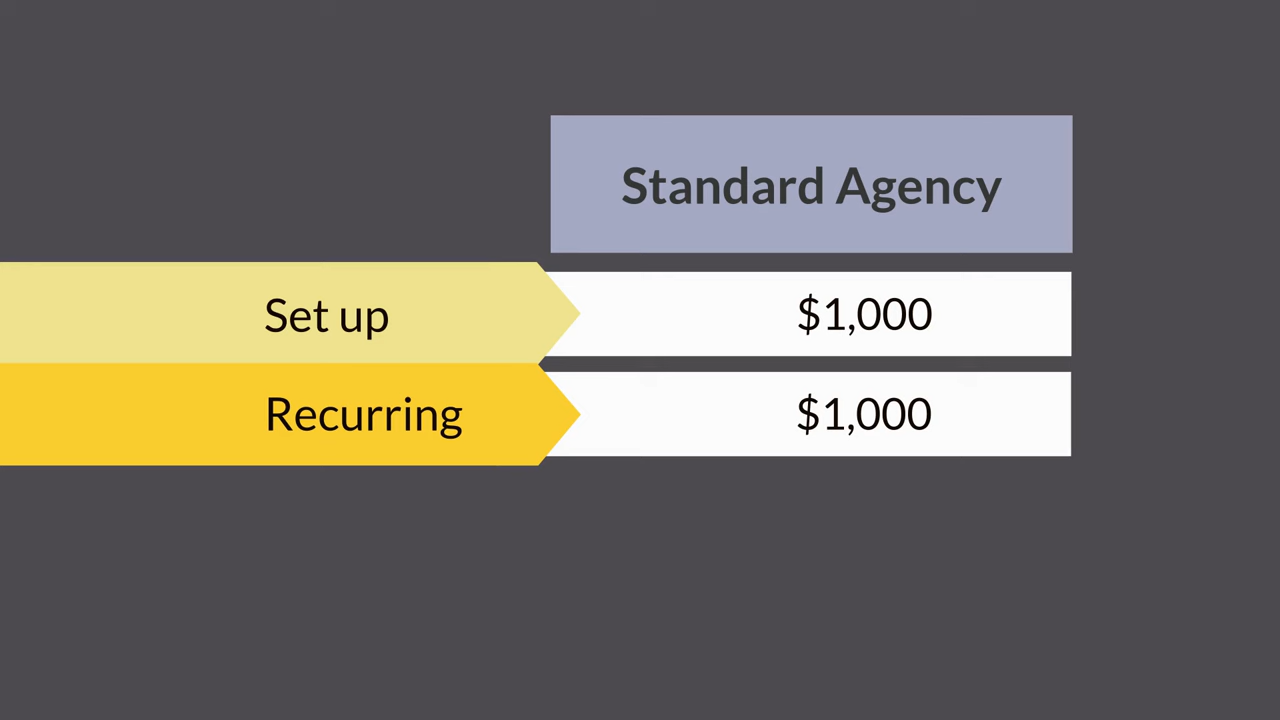 Standard Agency
Set up $1,000
Recurring $1,000